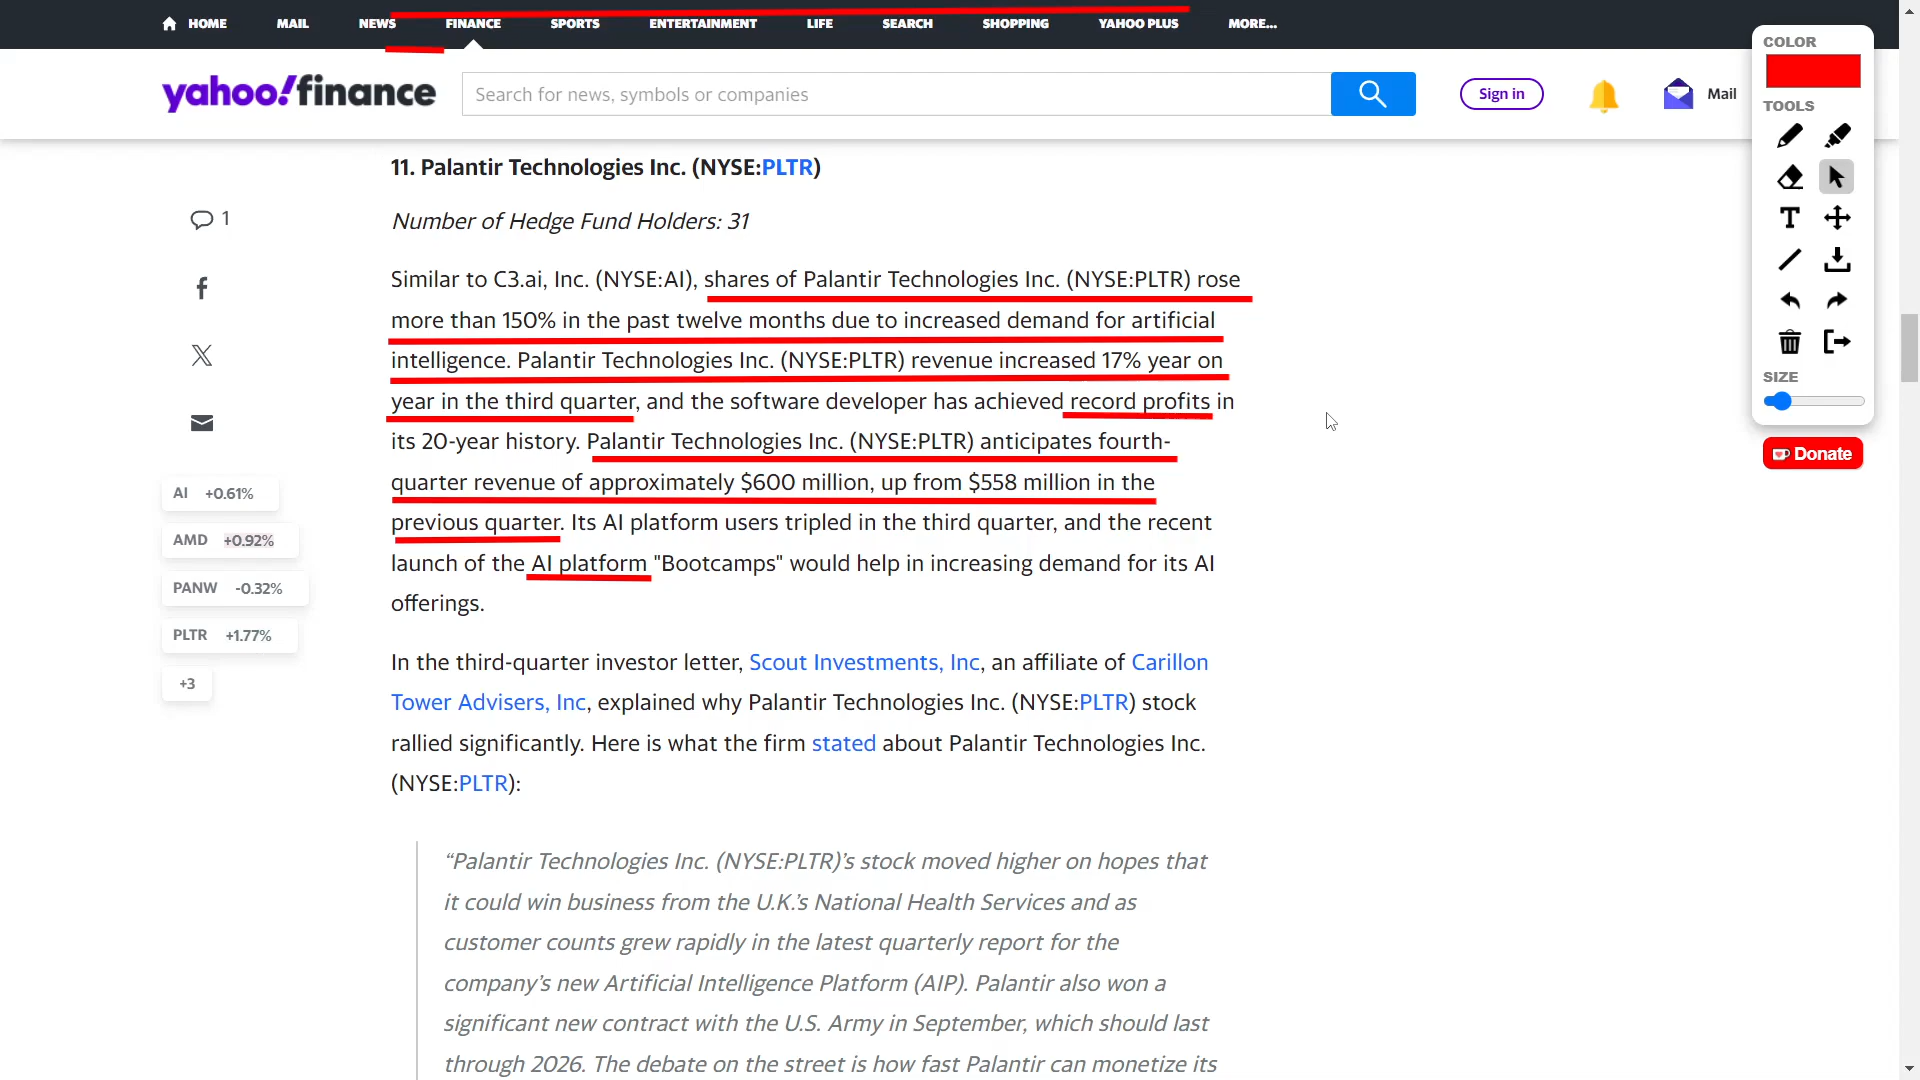 HOME MAIL NEWS FINANCE SPORTS ENTERTAINMENT LIFE SEARCH SHOPPING YAHOO PLUS MORE...
yahoo!finance Search for news, symbols or companies Sign in Mail
COLOR
TOOLS
T
SIZE
Donate
11. Palantir Technologies Inc. (NYSE:PLTR)
1
Number of Hedge Fund Holders: 31
Similar to C3.ai, Inc. (NYSE:AI), shares of Palantir Technologies Inc. (NYSE:PLTR) rose
more than 150% in the past twelve months due to increased demand for artificial
intelligence. Palantir Technologies Inc. (NYSE:PLTR) revenue increased 17% year on
year in the third quarter, and the software developer has achieved record profits in
its 20-year history. Palantir Technologies Inc. (NYSE:PLTR) anticipates fourth-
quarter revenue of approximately $600 million, up from $558 million in the
previous quarter. Its AI platform users tripled in the third quarter, and the recent
launch of the AI platform "Bootcamps" would help in increasing demand for its AI
offerings.
AI +0.61%
AMD +0.92%
PANW -0.32%
PLTR +1.77%
+3
In the third-quarter investor letter, Scout Investments, Inc, an affiliate of Carillon
Tower Advisers, Inc, explained why Palantir Technologies Inc. (NYSE:PLTR) stock
rallied significantly. Here is what the firm stated about Palantir Technologies Inc.
(NYSE:PLTR):
“Palantir Technologies Inc. (NYSE:PLTR)’s stock moved higher on hopes that
it could win business from the U.K.’s National Health Services and as
customer counts grew rapidly in the latest quarterly report for the
company’s new Artificial Intelligence Platform (AIP). Palantir also won a
significant new contract with the U.S. Army in September, which should last
through 2026. The debate on the street is how fast Palantir can monetize its